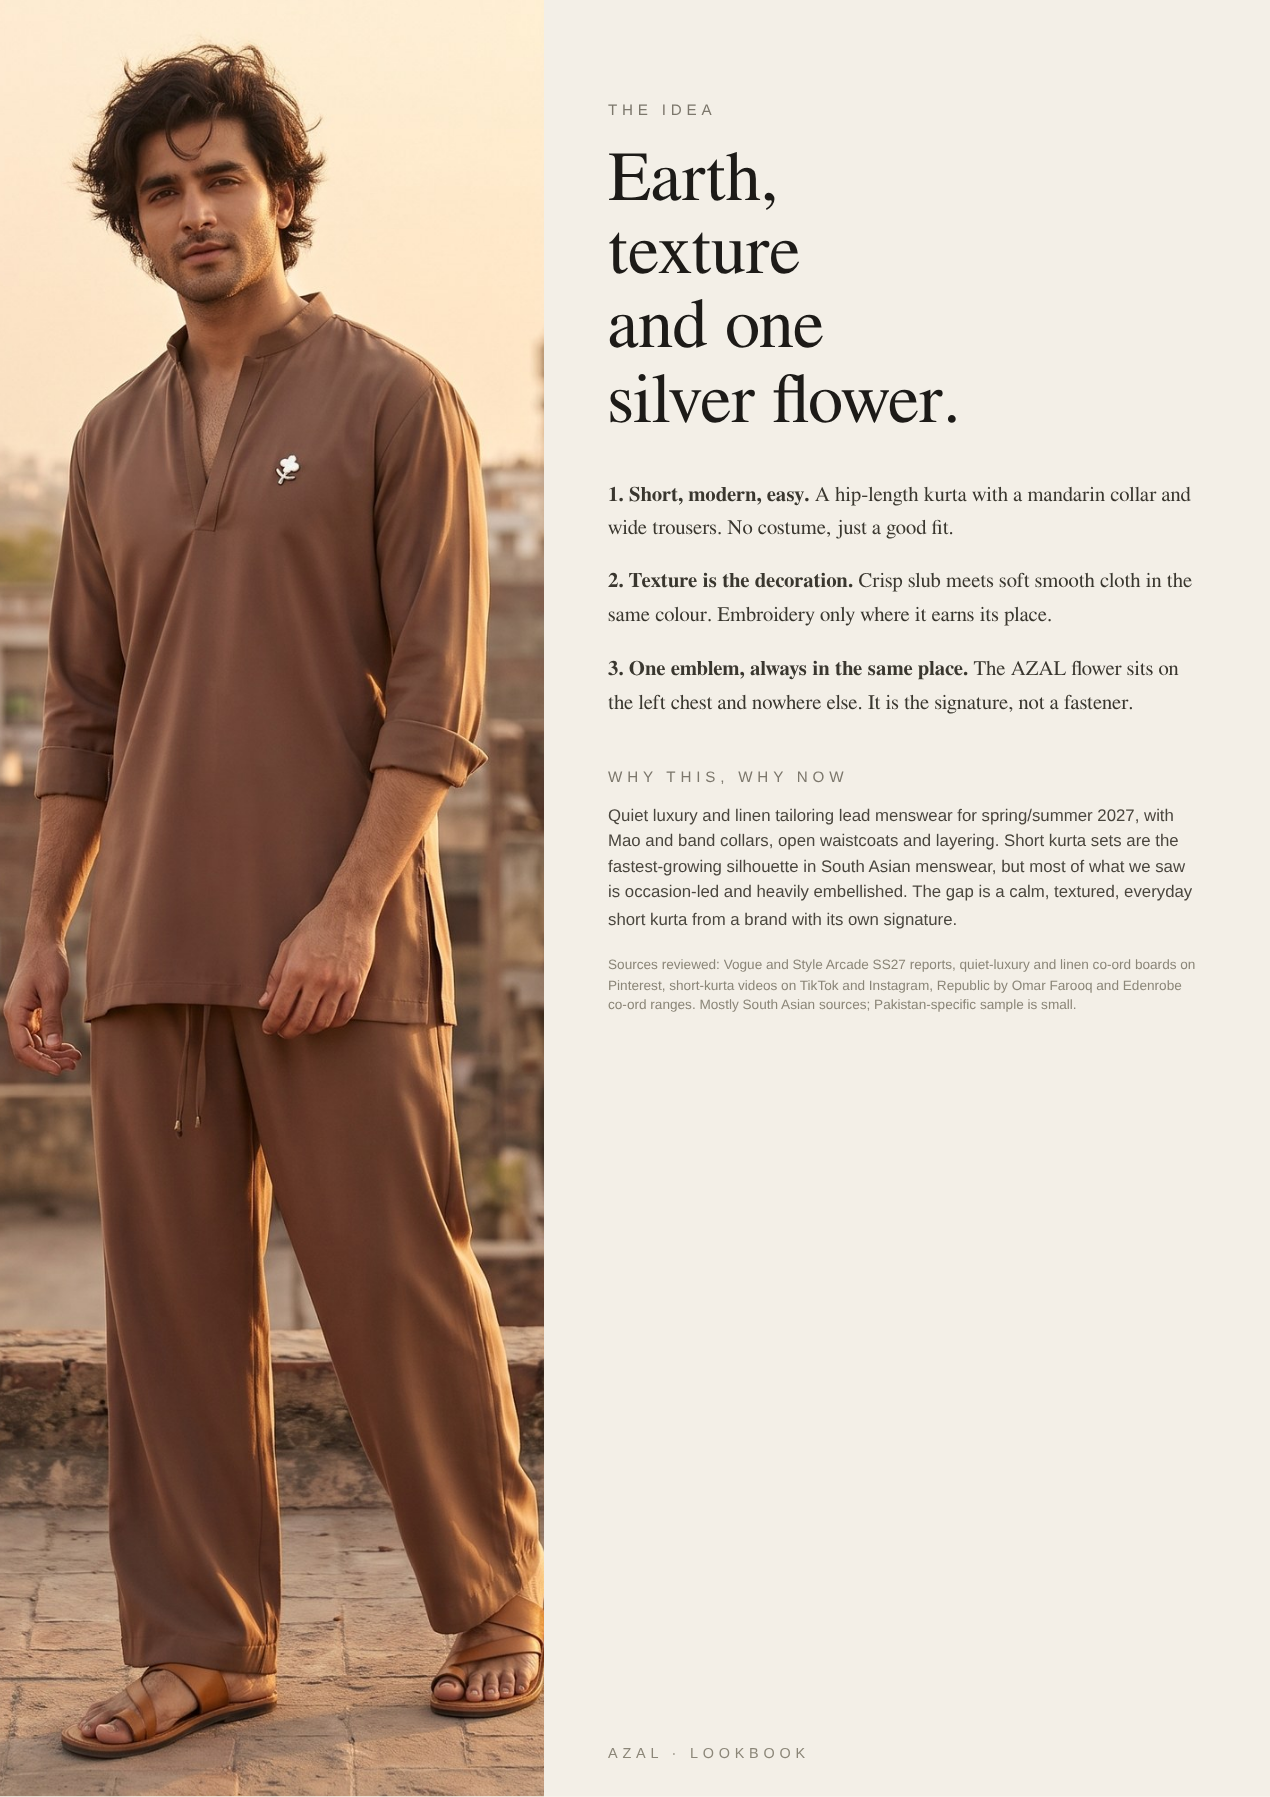 THE IDEA
Earth,
texture
and one
silver flower.
1. Short, modern, easy. A hip-length kurta with a mandarin collar and
wide trousers. No costume, just a good fit.
2. Texture is the decoration. Crisp slub meets soft smooth cloth in the
same colour. Embroidery only where it earns its place.
3. One emblem, always in the same place. The AZAL flower sits on
the left chest and nowhere else. It is the signature, not a fastener.
WHY THIS, WHY NOW
Quiet luxury and linen tailoring lead menswear for spring/summer 2027, with
Mao and band collars, open waistcoats and layering. Short kurta sets are the
fastest-growing silhouette in South Asian menswear, but most of what we saw
is occasion-led and heavily embellished. The gap is a calm, textured, everyday
short kurta from a brand with its own signature.
Sources reviewed: Vogue and Style Arcade SS27 reports, quiet-luxury and linen co-ord boards on
Pinterest, short-kurta videos on TikTok and Instagram, Republic by Omar Farooq and Edenrobe
co-ord ranges. Mostly South Asian sources; Pakistan-specific sample is small.
AZAL · LOOKBOOK